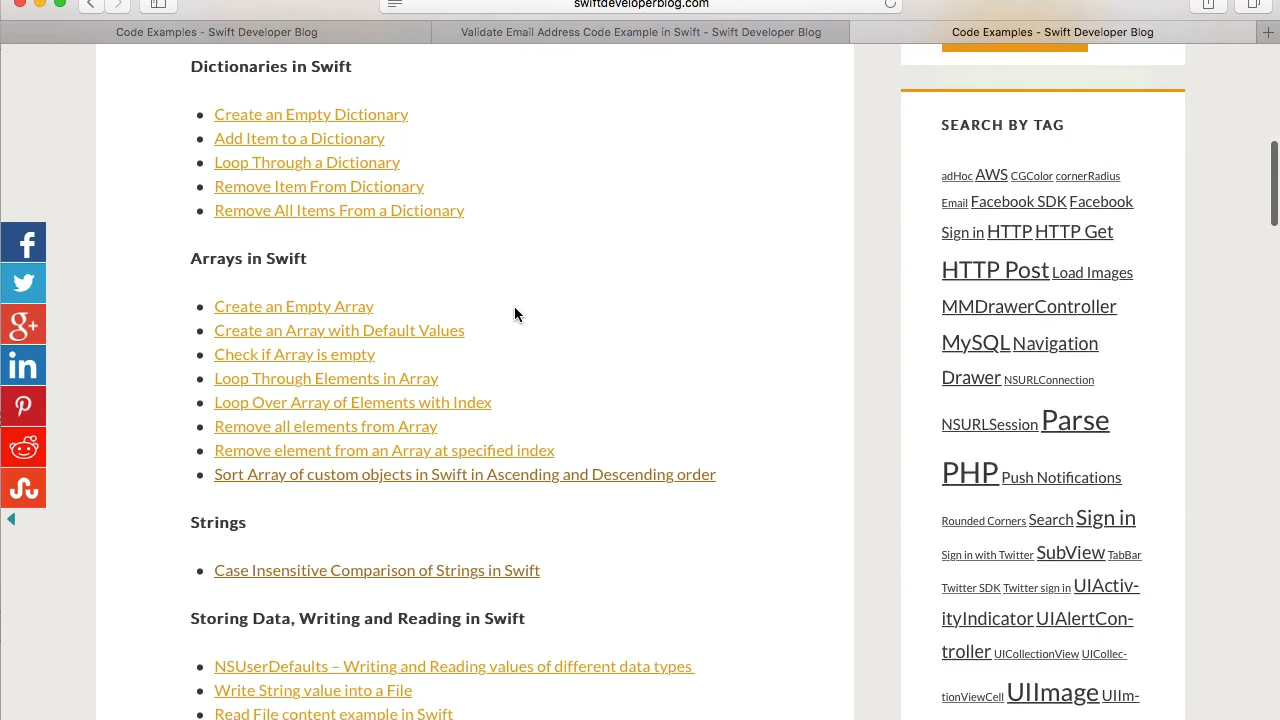 swiftdeveloperblog.com
Code Examples - Swift Developer Blog
Validate Email Address Code Example in Swift - Swift Developer Blog
Code Examples - Swift Developer Blog
Dictionaries in Swift
Create an Empty Dictionary
Add Item to a Dictionary
Loop Through a Dictionary
Remove Item From Dictionary
Remove All Items From a Dictionary
Arrays in Swift
Create an Empty Array
Create an Array with Default Values
Check if Array is empty
Loop Through Elements in Array
Loop Over Array of Elements with Index
Remove all elements from Array
Remove element from an Array at specified index
Sort Array of custom objects in Swift in Ascending and Descending order
Strings
Case Insensitive Comparison of Strings in Swift
Storing Data, Writing and Reading in Swift
NSUserDefaults – Writing and Reading values of different data types
Write String value into a File
Read File content example in Swift
SEARCH BY TAG
adHoc AWS CGColor cornerRadius
Email Facebook SDK Facebook
Sign in HTTP HTTP Get
HTTP Post Load Images
MMDrawerController
MySQL Navigation
Drawer NSURLConnection
NSURLSession Parse
PHP Push Notifications
Rounded Corners Search Sign in
Sign in with Twitter SubView TabBar
Twitter SDK Twitter sign in UIActiv-
ityIndicator UIAlertCon-
troller UICollectionView UICollec-
tionViewCell UIImage UIIm-